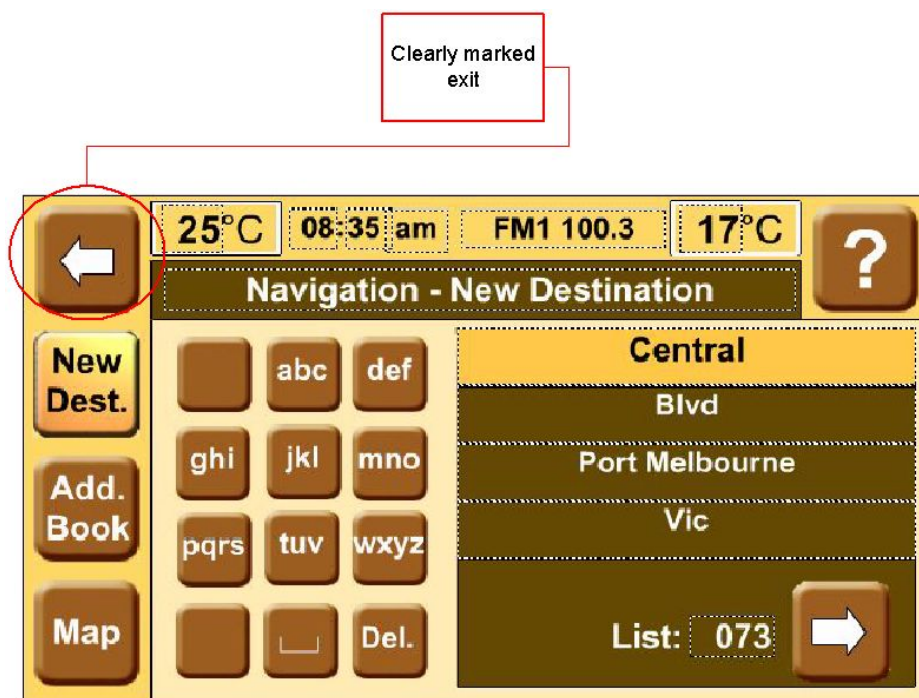 Clearly marked
exit
25°C 08:35 am FM1 100.3 17°C
?
Navigation - New Destination
New
Dest.
Add.
Book
Map
abc def
ghi jkl mno
pqrs tuv wxyz
Del.
Central
Blvd
Port Melbourne
Vic
List: 073